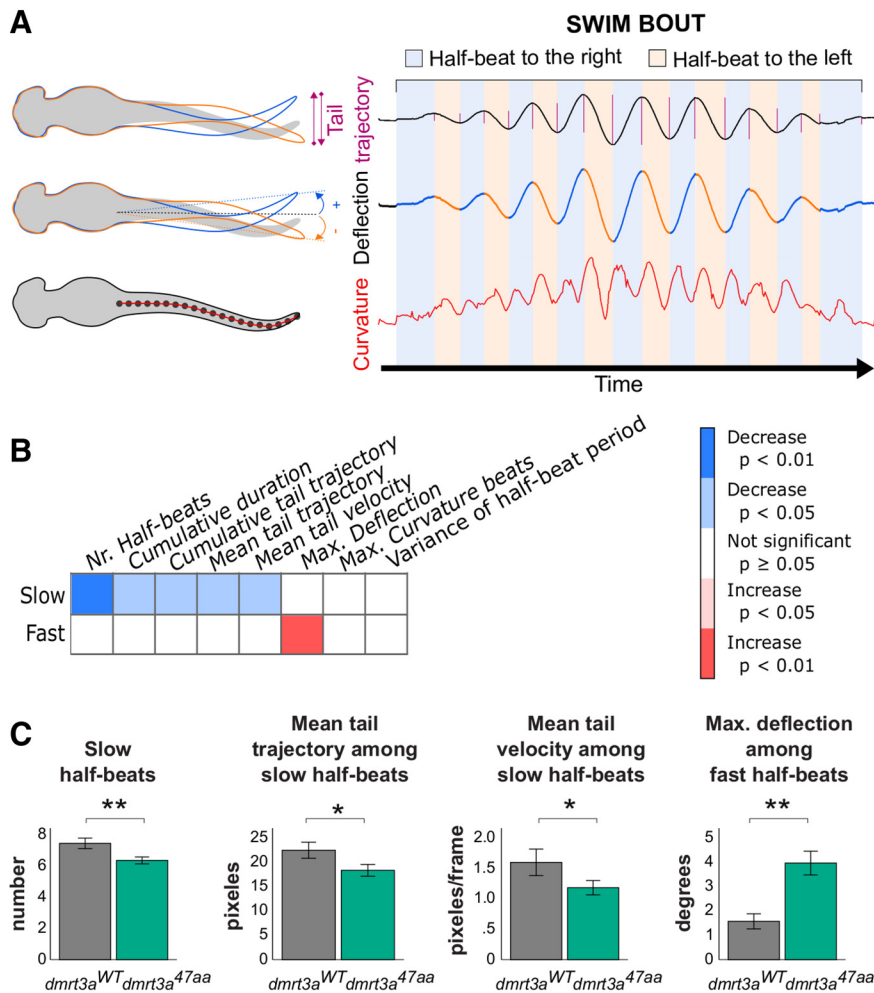 A
SWIM BOUT
Half-beat to the right
Half-beat to the left
Tail
trajectory
+
-
Deflection
Curvature
Time
B
Nr. Half-beats
Cumulative duration
Cumulative tail trajectory
Mean tail trajectory
Mean tail velocity
Max. Deflection
Max. Curvature beats
Variance of half-beat period
Slow
Fast
Decrease
p < 0.01
Decrease
p < 0.05
Not significant
p ≥ 0.05
Increase
p < 0.05
Increase
p < 0.01
C
Slow
half-beats
**
number
8
6
4
2
0
dmrt3aWT dmrt3a47aa
Mean tail
trajectory among
slow half-beats
*
pixeles
25
20
15
10
5
0
dmrt3aWT dmrt3a47aa
Mean tail
velocity among
slow half-beats
*
pixeles/frame
2.0
1.5
1.0
.5
0
dmrt3aWT dmrt3a47aa
Max. deflection
among
fast half-beats
**
degrees
5
4
3
2
1
0
dmrt3aWT dmrt3a47aa